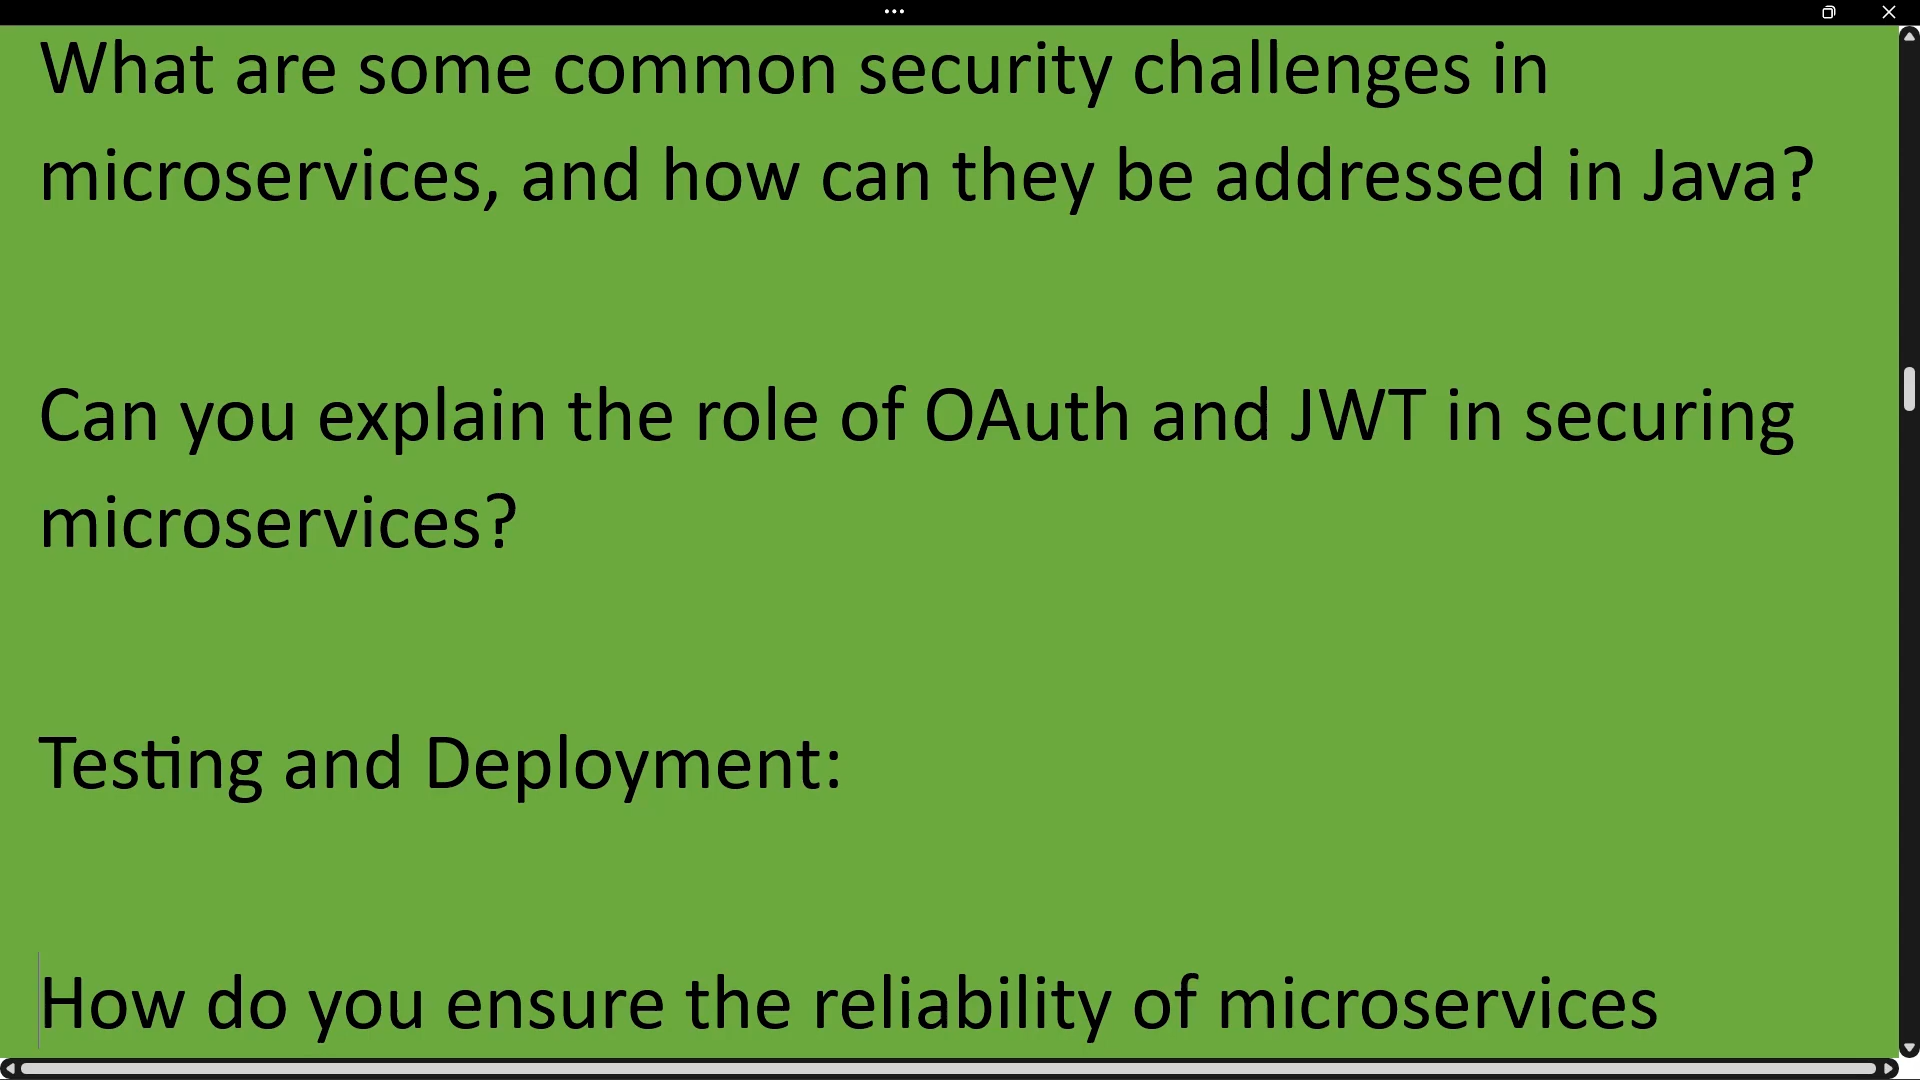 What are some common security challenges in
microservices, and how can they be addressed in Java?
Can you explain the role of OAuth and JWT in securing
microservices?
Testing and Deployment:
How do you ensure the reliability of microservices